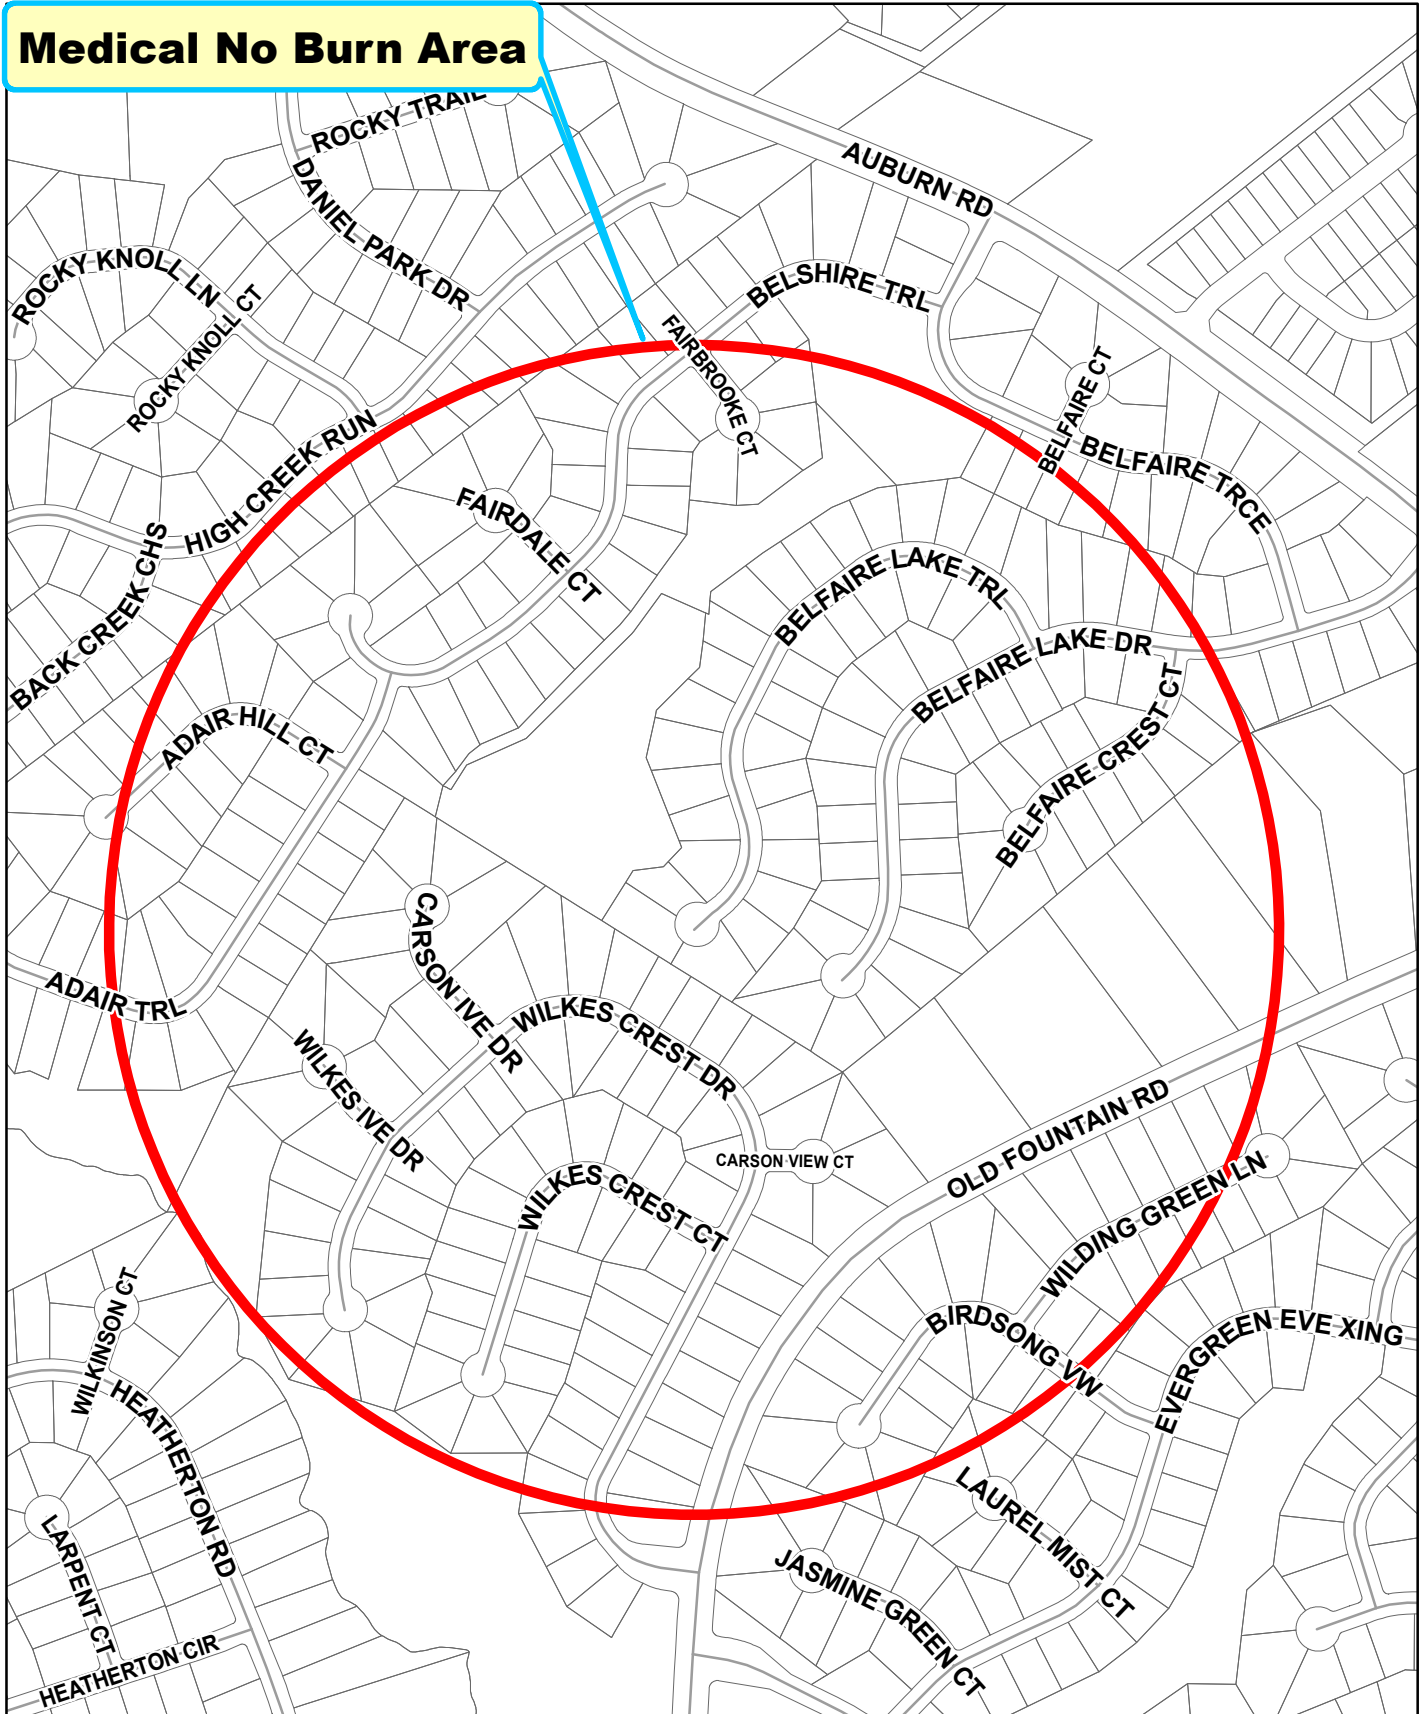 Medical No Burn Area
ROCKY TRAIL
AUBURN RD
DANIEL PARK DR
ROCKY KNOLL LN
ROCKY KNOLL CT
BELSHIRE TRL
FAIRBROOKE CT
BELFAIRE CT
HIGH CREEK RUN
BELFAIRE TRCE
FAIRDALE CT
BACK CREEK CHS
BELFAIRE LAKE TRL
BELFAIRE LAKE DR
BELFAIRE CREST CT
ADAIR HILL CT
CARSON IVE DR
ADAIR TRL
WILKES CREST DR
WILKES IVE DR
OLD FOUNTAIN RD
CARSON VIEW CT
WILKES CREST CT
WILDING GREEN LN
WILKINSON CT
BIRDSONG VW
EVERGREEN EVE XING
HEATHERTON RD
LAUREL MIST CT
LARPENT CT
JASMINE GREEN CT
HEATHERTON CIR